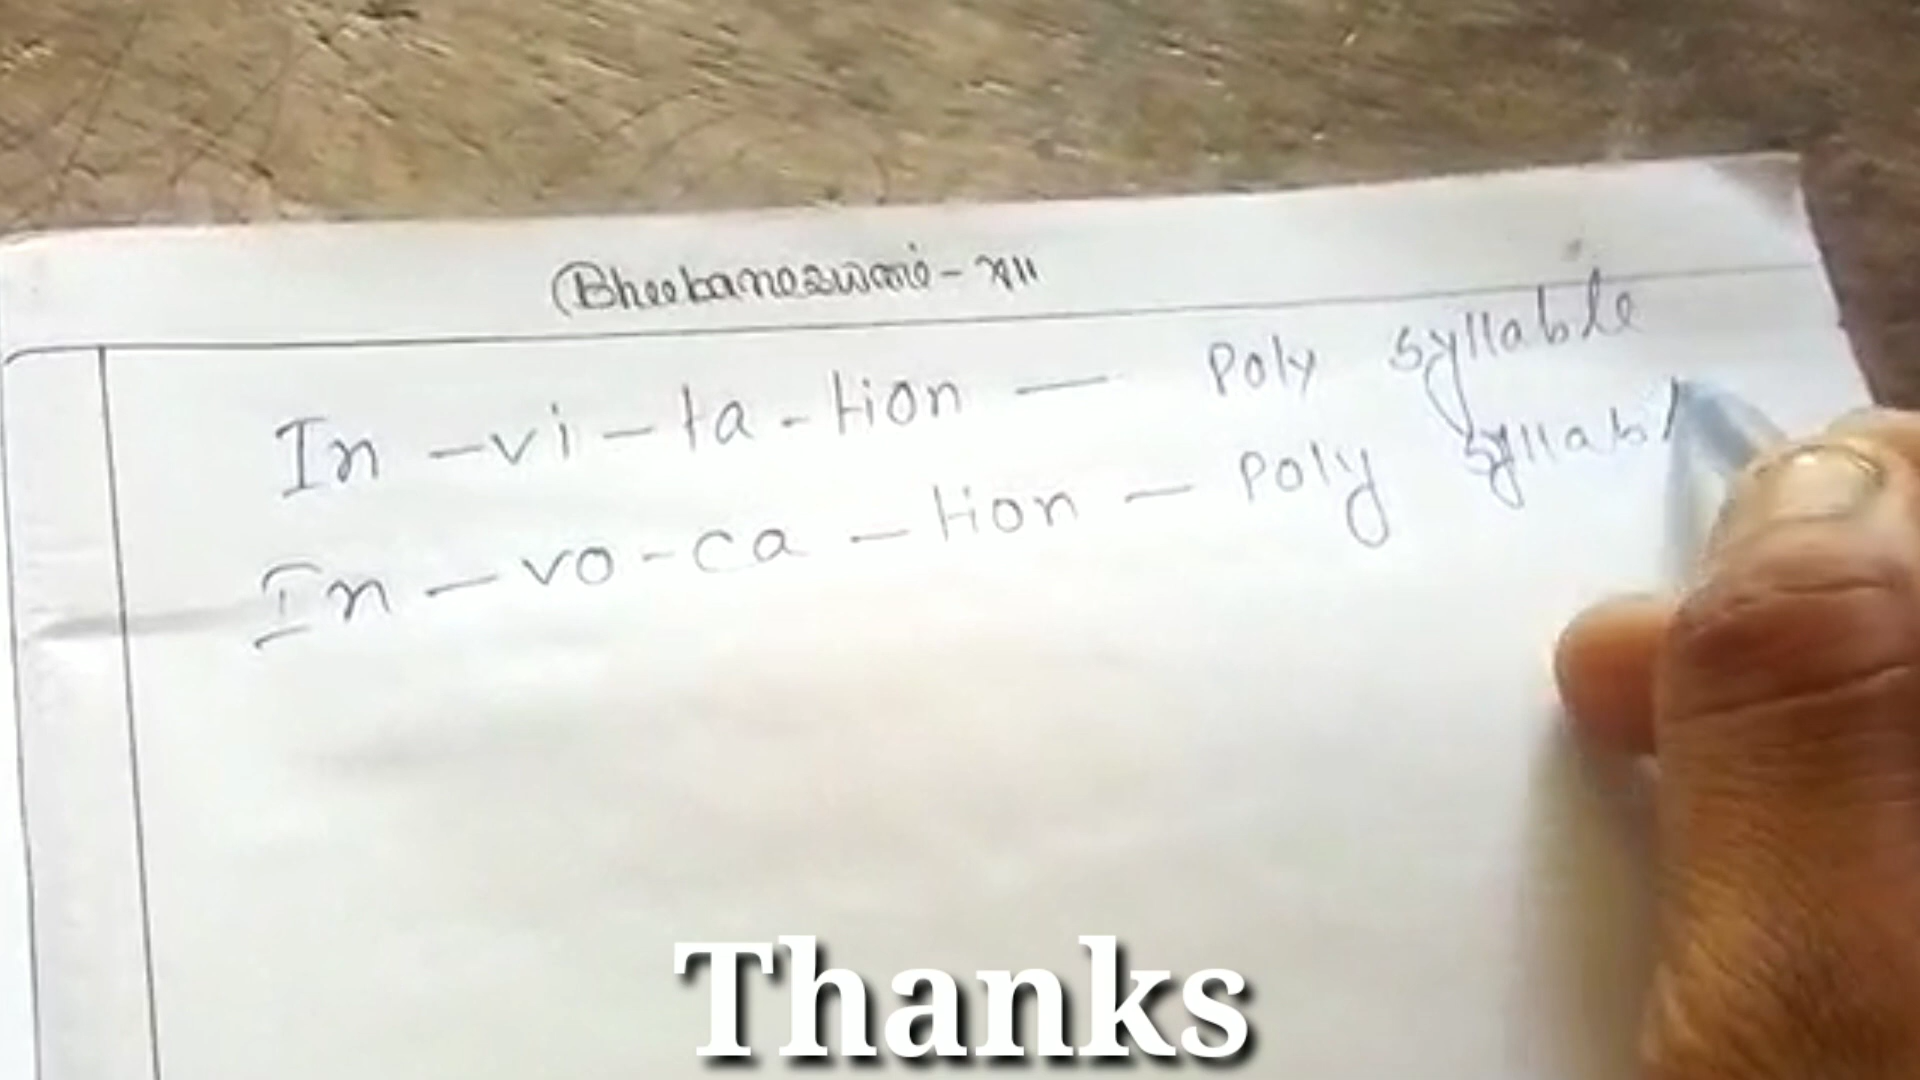 In - vi - ta - tion — Poly syllable
In - vo - ca - tion - Poly syllabl
Thanks